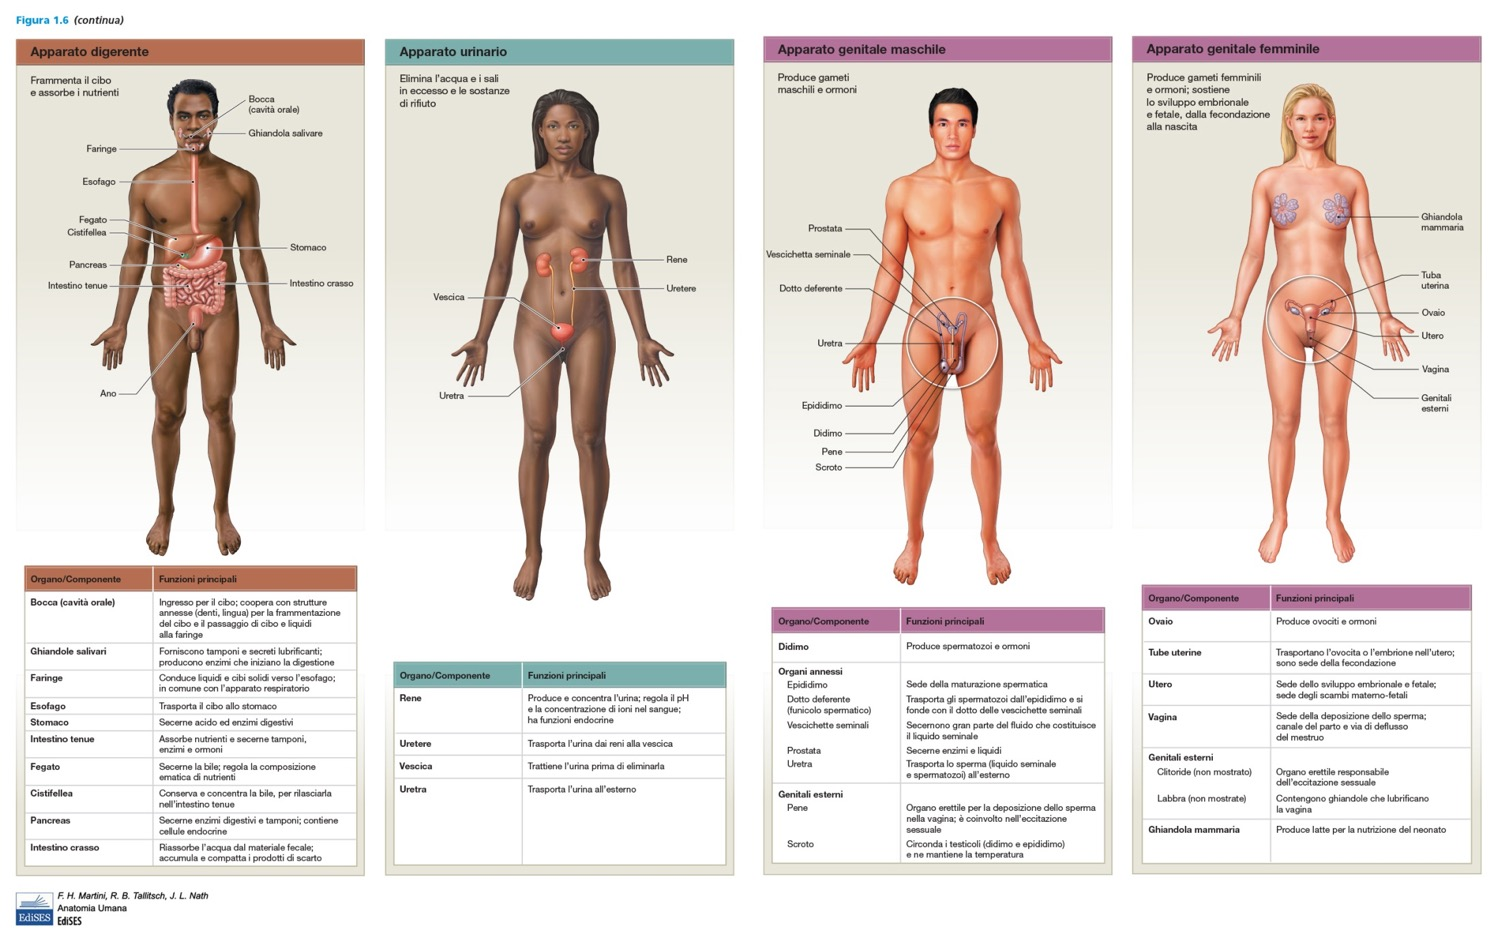 Figura 1.6 (continua)
Apparato digerente
Frammenta il cibo
e assorbe i nutrienti
Bocca
(cavità orale)
Ghiandola salivare
Faringe
Esofago
Fegato
Cistifellea
Stomaco
Pancreas
Intestino tenue
Intestino crasso
Ano
Organo/Componente Funzioni principali
Bocca (cavità orale) Ingresso per il cibo; coopera con strutture
annesse (denti, lingua) per la frammentazione
del cibo e il passaggio di cibo e liquidi
alla faringe
Ghiandole salivari Forniscono tamponi e secreti lubrificanti;
producono enzimi che iniziano la digestione
Faringe Conduce liquidi e cibi solidi verso l'esofago;
in comune con l'apparato respiratorio
Esofago Trasporta il cibo allo stomaco
Stomaco Secerne acido ed enzimi digestivi
Intestino tenue Assorbe nutrienti e secerne tamponi,
enzimi e ormoni
Fegato Secerne la bile; regola la composizione
ematica di nutrienti
Cistifellea Conserva e concentra la bile, per rilasciarla
nell'intestino tenue
Pancreas Secerne enzimi digestivi e tamponi; contiene
cellule endocrine
Intestino crasso Riassorbe l'acqua dal materiale fecale;
accumula e compatta i prodotti di scarto
Apparato urinario
Elimina l'acqua e i sali
in eccesso e le sostanze
di rifiuto
Rene
Uretere
Vescica
Uretra
Organo/Componente Funzioni principali
Rene Produce e concentra l'urina; regola il pH
e la concentrazione di ioni nel sangue;
ha funzioni endocrine
Uretere Trasporta l'urina dai reni alla vescica
Vescica Trattiene l'urina prima di eliminarla
Uretra Trasporta l'urina all'esterno
Apparato genitale maschile
Produce gameti
maschili e ormoni
Prostata
Vescichetta seminale
Dotto deferente
Uretra
Epididimo
Didimo
Pene
Scroto
Organo/Componente Funzioni principali
Didimo Produce spermatozoi e ormoni
Organi annessi
Epididimo Sede della maturazione spermatica
Dotto deferente Trasporta gli spermatozoi dall'epididimo e si
(funicolo spermatico) fonde con il dotto delle vescichette seminali
Vescichette seminali Secernono gran parte del fluido che costituisce
il liquido seminale
Prostata Secerne enzimi e liquidi
Uretra Trasporta lo sperma (liquido seminale
e spermatozoi) all'esterno
Genitali esterni
Pene Organo erettile per la deposizione dello sperma
nella vagina; è coinvolto nell'eccitazione
sessuale
Scroto Circonda i testicoli (didimo e epididimo)
e ne mantiene la temperatura
Apparato genitale femminile
Produce gameti femminili
e ormoni; sostiene
lo sviluppo embrionale
e fetale, dalla fecondazione
alla nascita
Ghiandola
mammaria
Tuba
uterina
Ovaio
Utero
Vagina
Genitali
esterni
Organo/Componente Funzioni principali
Ovaio Produce ovociti e ormoni
Tube uterine Trasportano l'ovocita o l'embrione nell'utero;
sono sede della fecondazione
Utero Sede dello sviluppo embrionale e fetale;
sede degli scambi materno-fetali
Vagina Sede della deposizione dello sperma;
canale del parto e via di deflusso
del mestruo
Genitali esterni
Clitoride (non mostrato) Organo erettile responsabile
dell'eccitazione sessuale
Labbra (non mostrate) Contengono ghiandole che lubrificano
la vagina
Ghiandola mammaria Produce latte per la nutrizione del neonato
EdiSES
F. H. Martini, R. B. Tallitsch, J. L. Nath
Anatomia Umana
EdiSES